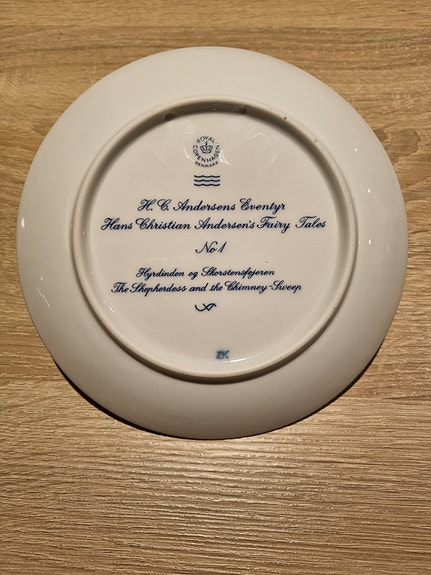 ROYAL
COPENHAGEN
DENMARK
H. C. Andersens Eventyr
Hans Christian Andersen's Fairy Tales
No 1
Hyrdinden og Skorstensfejeren
The Shepherdess and the Chimney-Sweep
ZK